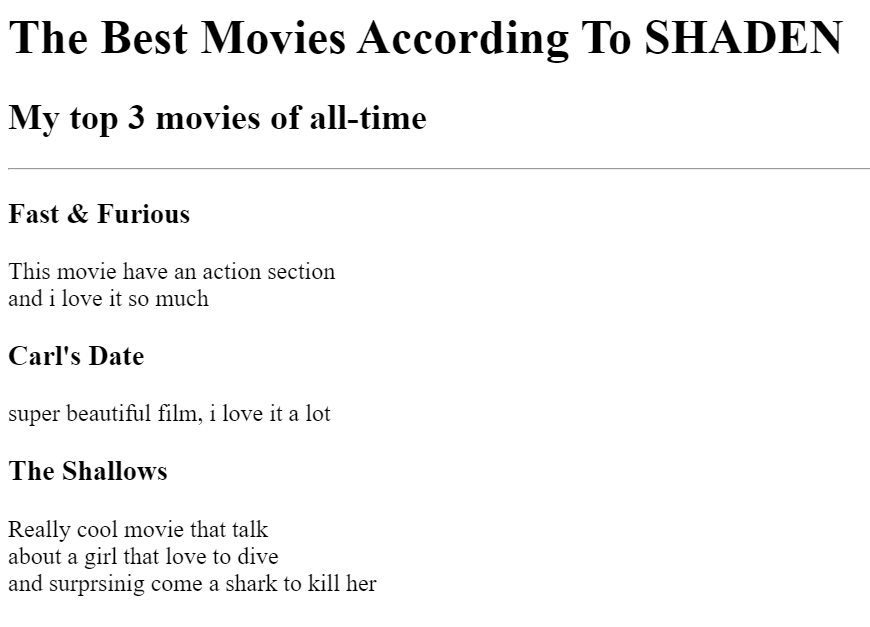 The Best Movies According To SHADEN
My top 3 movies of all-time
Fast & Furious
This movie have an action section
and i love it so much
Carl's Date
super beautiful film, i love it a lot
The Shallows
Really cool movie that talk
about a girl that love to dive
and surprsinig come a shark to kill her